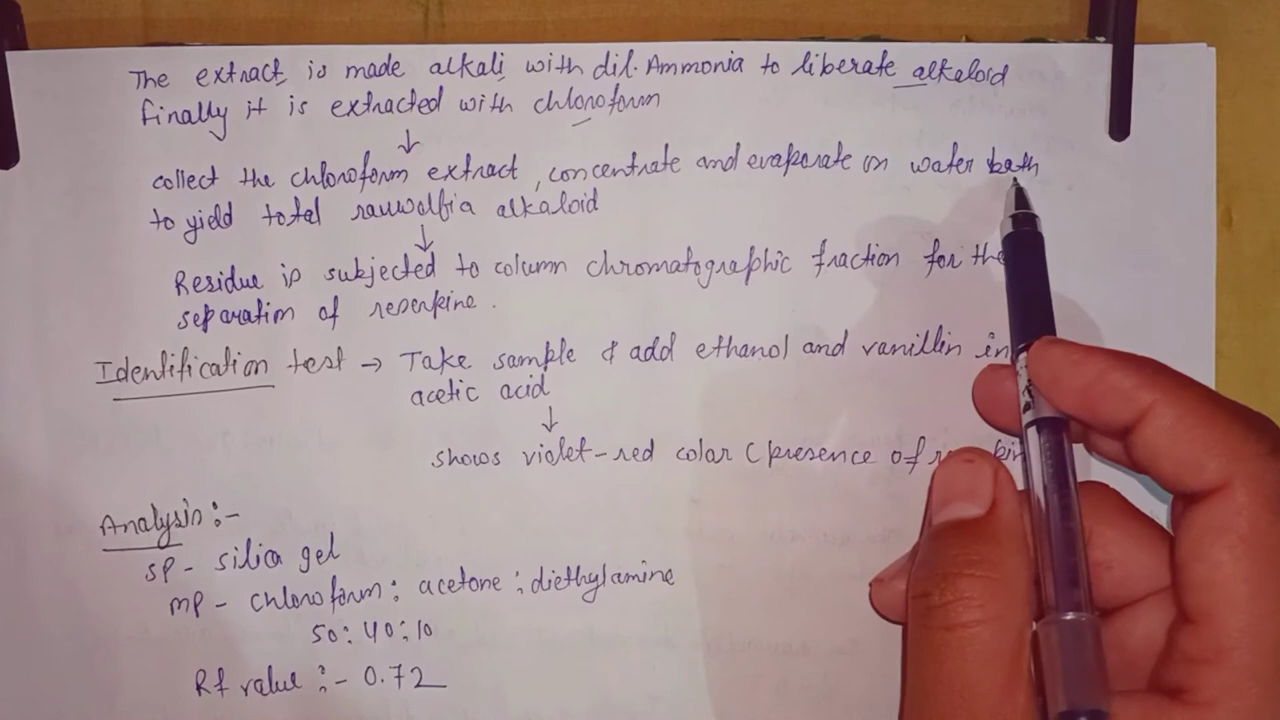 The extract is made alkali with dil. Ammonia to liberate alkaloid
finally it is extracted with chloroform
↓
collect the chloroform extract, concentrate and evaporate on water bath
to yield total rauwolfia alkaloid
↓
Residue is subjected to column chromatographic fraction for the
separation of reserpine.
Identification test → Take sample & add ethanol and vanillin in
acetic acid
↓
shows violet-red color (presence of
Analysis :-
SP - silica gel
MP - chloroform : acetone : diethylamine
50 : 40 : 10
Rf value :- 0.72